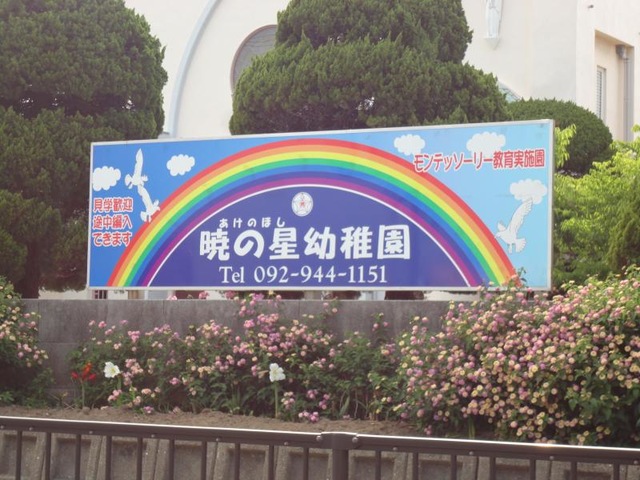 モンテッソーリー教育実施園
見学歓迎
途中編入
できます
あけのほし
暁の星幼稚園
Tel 092-944-1151